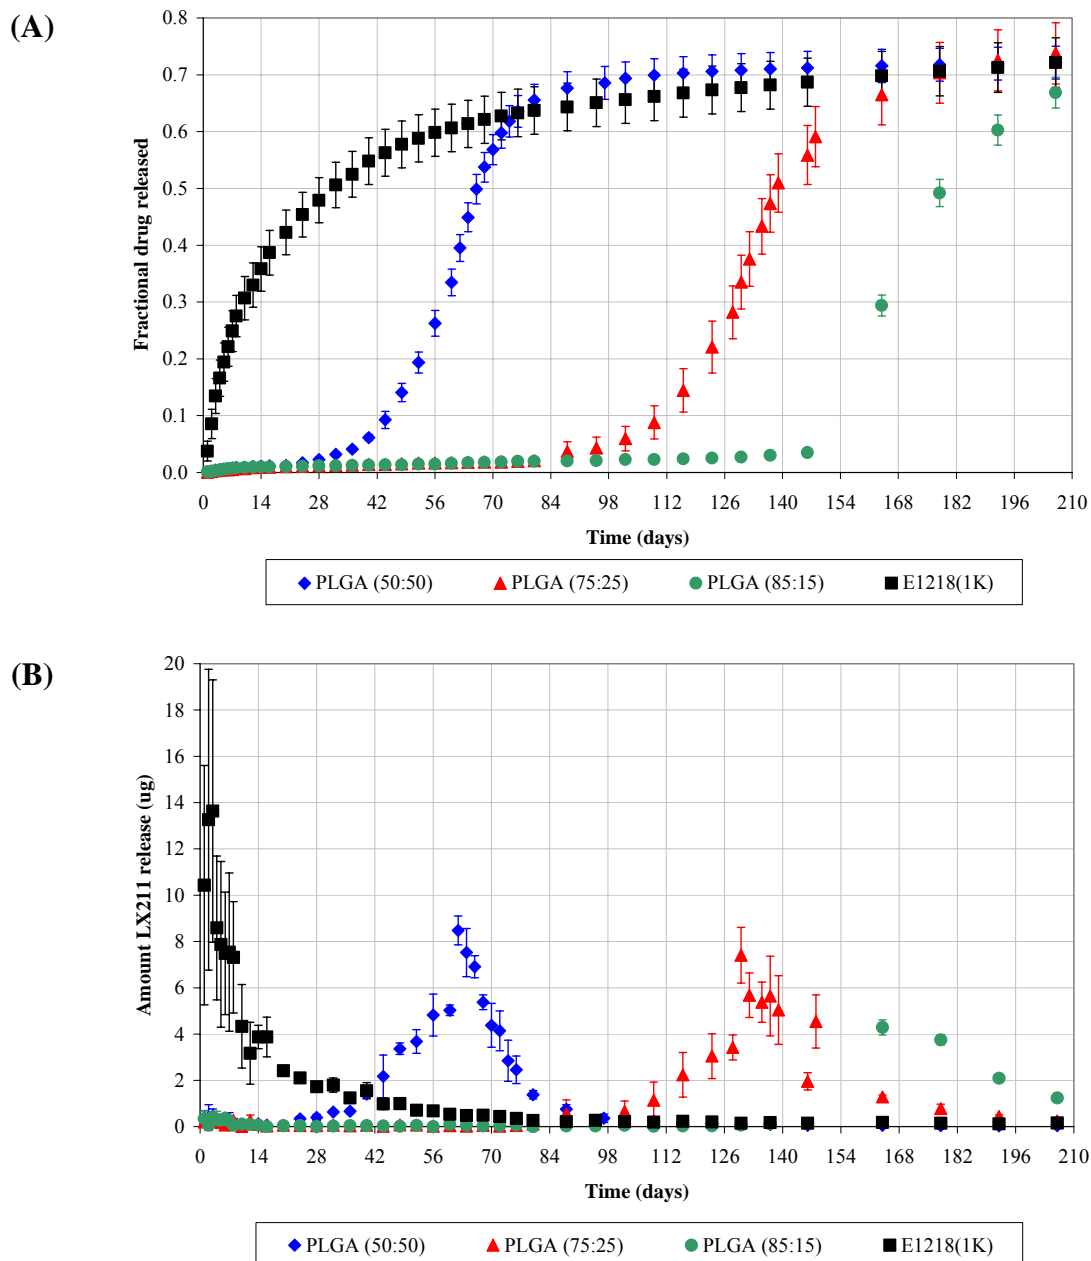 (A)
0.8
0.7
0.6
0.5
0.4
0.3
0.2
0.1
0.0
Fractional drug released
0 14 28 42 56 70 84 98 112 126 140 154 168 182 196 210
Time (days)
PLGA (50:50) PLGA (75:25) PLGA (85:15) E1218(1K)
(B)
20
18
16
14
12
10
8
6
4
2
0
Amount LX211 release (ug)
0 14 28 42 56 70 84 98 112 126 140 154 168 182 196 210
Time (days)
PLGA (50:50) PLGA (75:25) PLGA (85:15) E1218(1K)